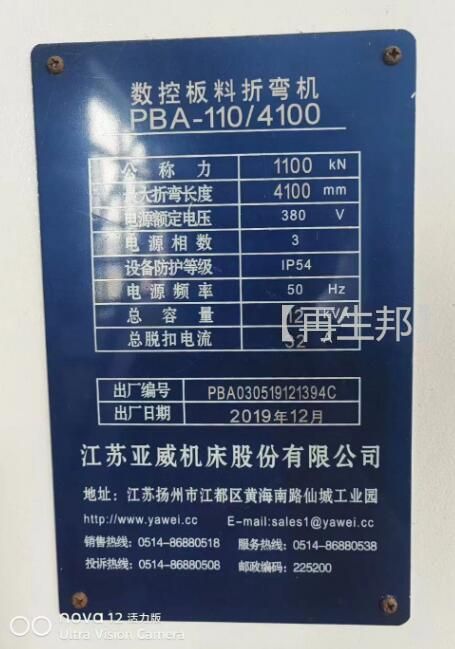 数控板料折弯机
PBA-110/4100
公称力 1100 kN
最大折弯长度 4100 mm
电源额定电压 380 V
电源相数 3
设备防护等级 IP54
电源频率 50 Hz
总容量 12 kVA
总脱扣电流 32 A
【再生邦】
出厂编号 PBA030519121394C
出厂日期 2019年12月
江苏亚威机床股份有限公司
地址: 江苏扬州市江都区黄海南路仙城工业园
http://www.yawei.cc E-mail:sales1@yawei.cc
销售热线: 0514-86880518 服务热线: 0514-86880538
投诉热线: 0514-86880508 邮政编码: 225200
nova 12 活力版
Ultra Vision Camera